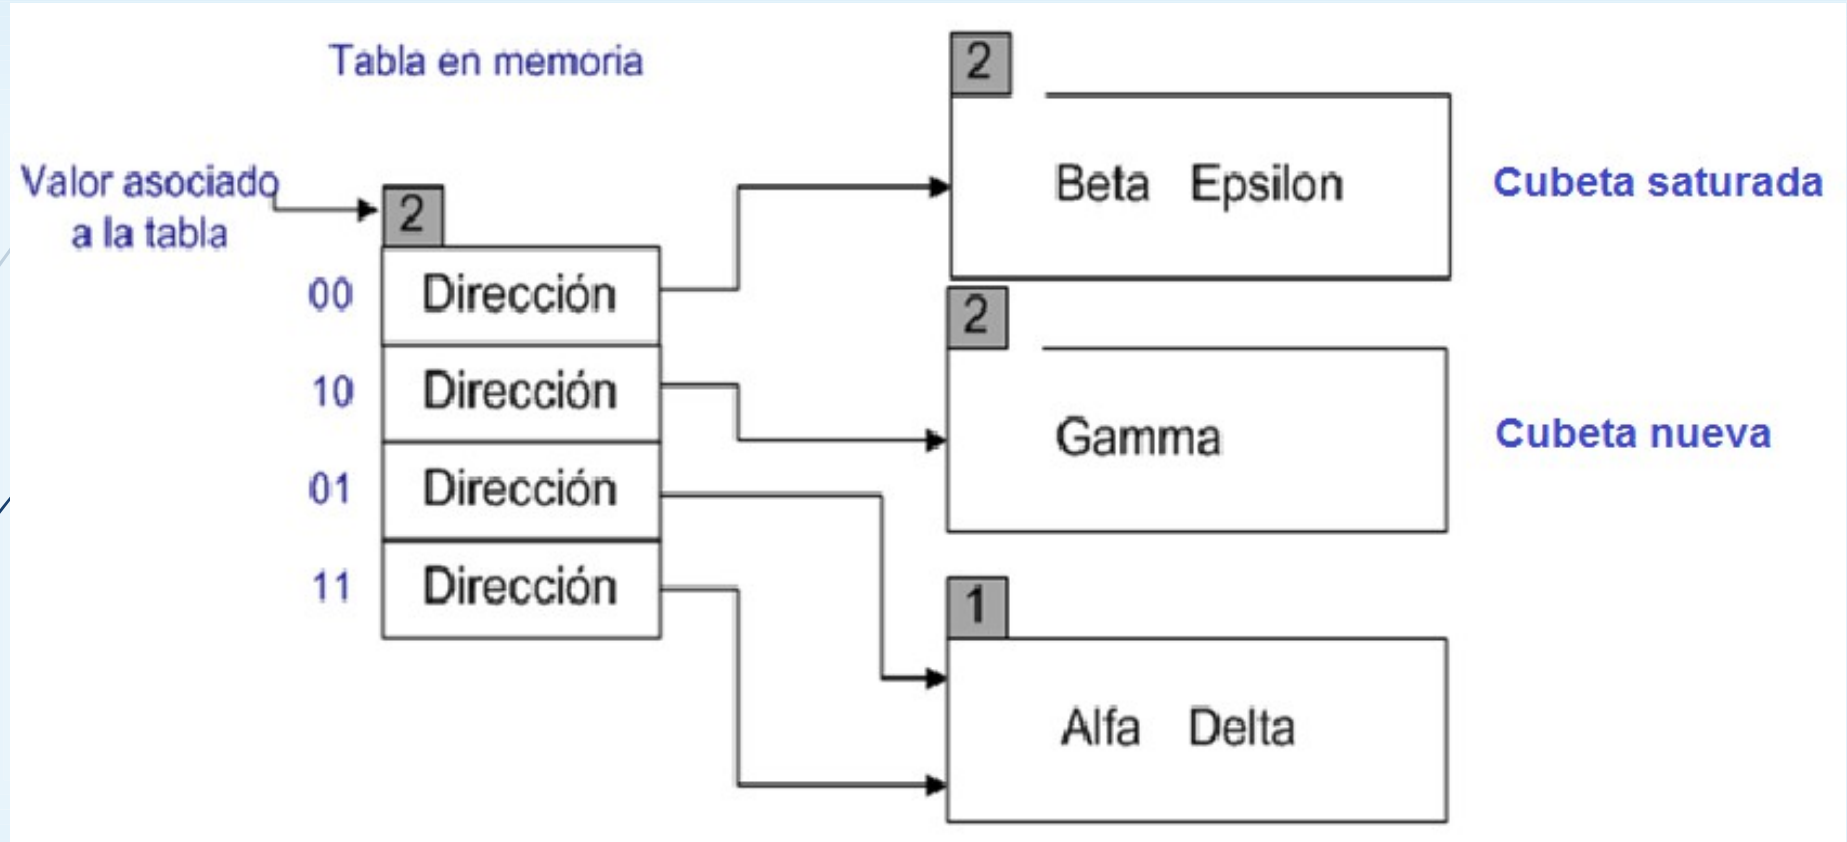 Tabla en memoria
Valor asociado
a la tabla
2
00 Dirección
10 Dirección
01 Dirección
11 Dirección
2
Beta Epsilon
Cubeta saturada
2
Gamma
Cubeta nueva
1
Alfa Delta